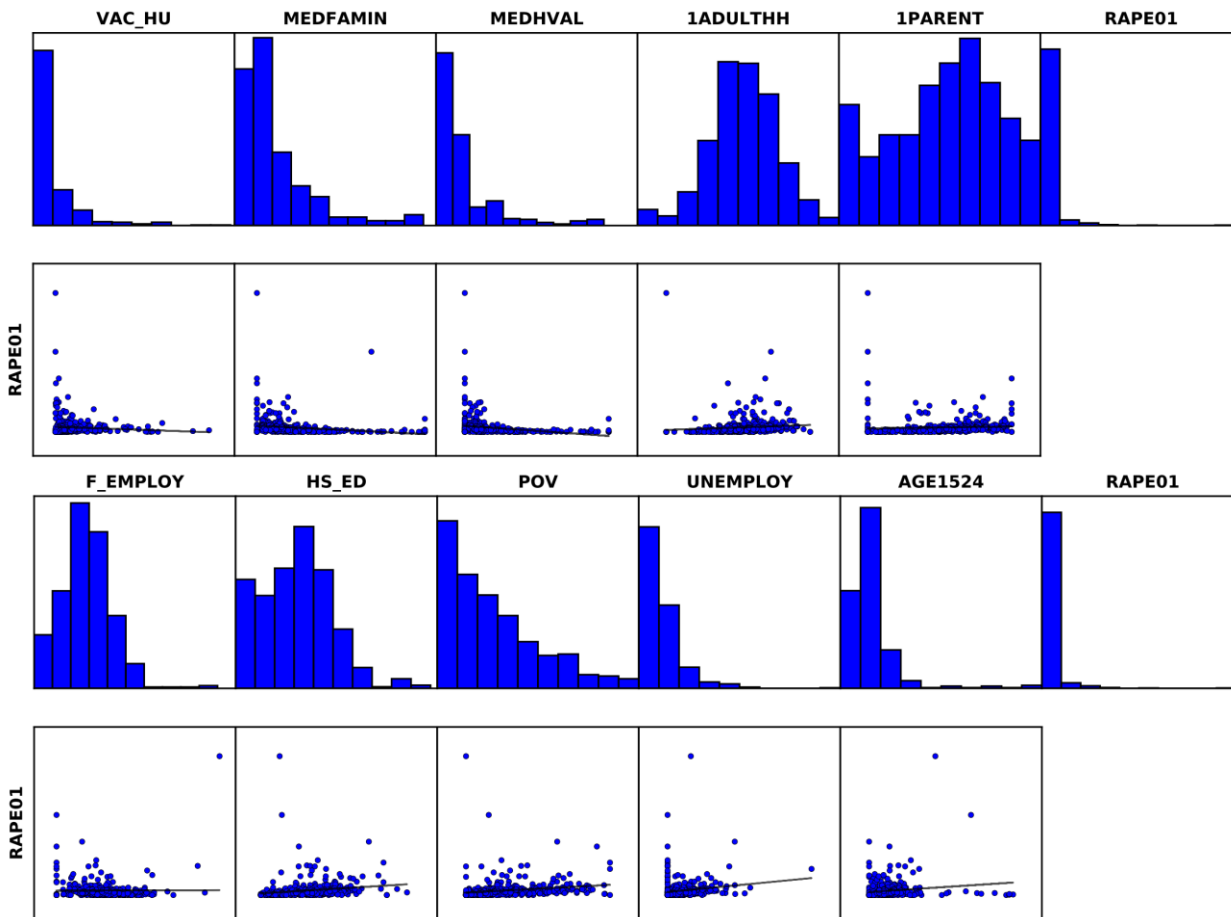 VAC_HU MEDFAMIN MEDHVAL 1ADULTHH 1PARENT RAPE01
RAPE01
F_EMPLOY HS_ED POV UNEMPLOY AGE1524 RAPE01
RAPE01